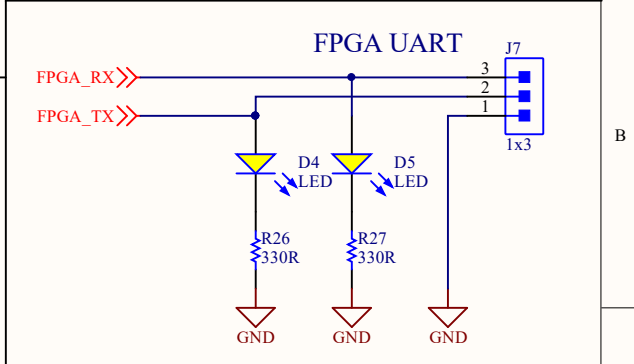 FPGA UART
J7
FPGA_RX
3
2
FPGA_TX
1
1x3
B
D4
LED
D5
LED
R26
330R
R27
330R
GND
GND
GND